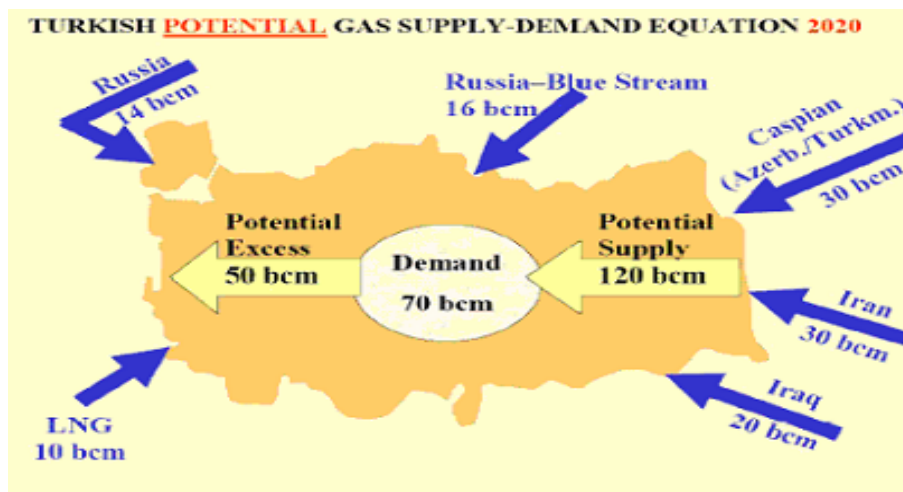 TURKISH POTENTIAL GAS SUPPLY-DEMAND EQUATION 2020
Russia
14 bcm
Russia–Blue Stream
16 bcm
Caspian
(Azerb./Turkm.)
30 bcm
Potential
Excess
50 bcm
Demand
70 bcm
Potential
Supply
120 bcm
Iran
30 bcm
Iraq
20 bcm
LNG
10 bcm